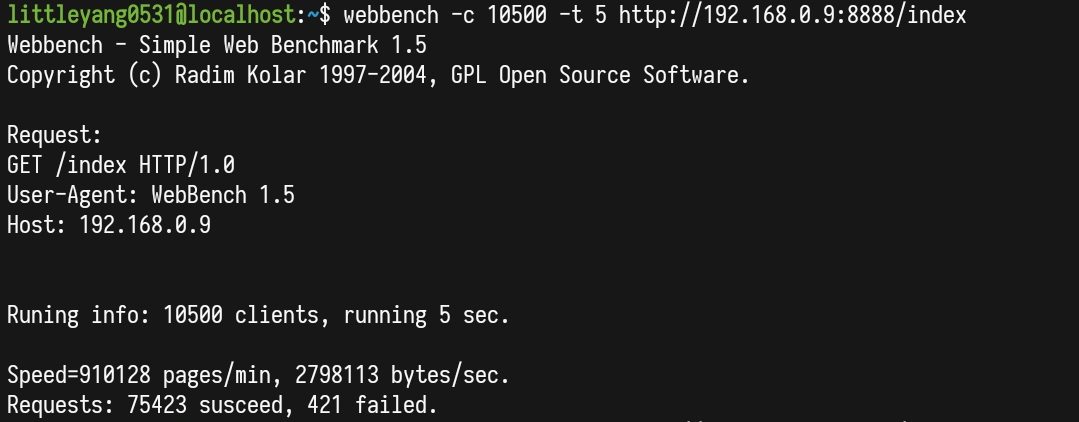 littleyang0531@localhost:~$ webbench -c 10500 -t 5 http://192.168.0.9:8888/index
Webbench - Simple Web Benchmark 1.5
Copyright (c) Radim Kolar 1997-2004, GPL Open Source Software.
Request:
GET /index HTTP/1.0
User-Agent: WebBench 1.5
Host: 192.168.0.9
Runing info: 10500 clients, running 5 sec.
Speed=910128 pages/min, 2798113 bytes/sec.
Requests: 75423 susceed, 421 failed.